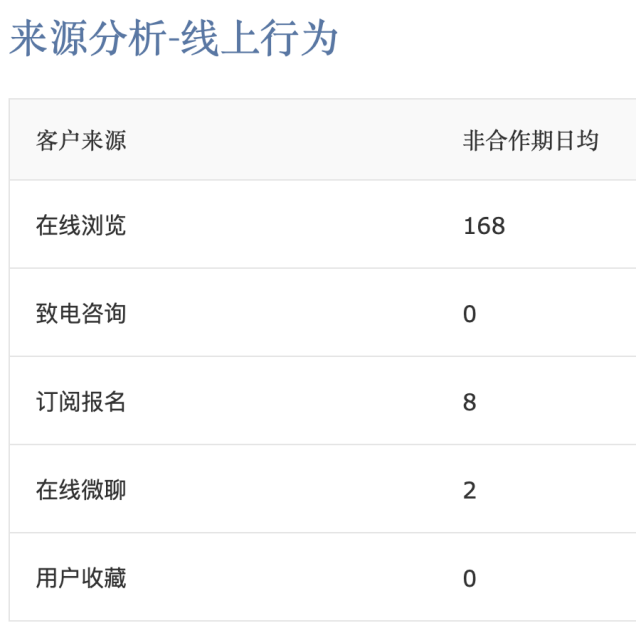 来源分析-线上行为
客户来源 非合作期日均
在线浏览 168
致电咨询 0
订阅报名 8
在线微聊 2
用户收藏 0